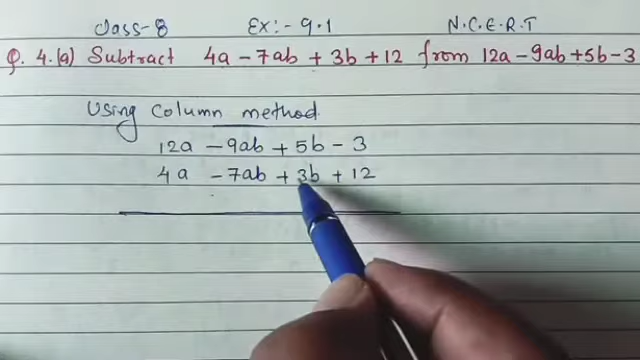 Class-8 Ex:- 9.1 N.C.E.R.T
Q. 4.(a) Subtract 4a - 7ab + 3b + 12 from 12a - 9ab + 5b - 3
Using Column method
12a - 9ab + 5b - 3
4a - 7ab + 3b + 12